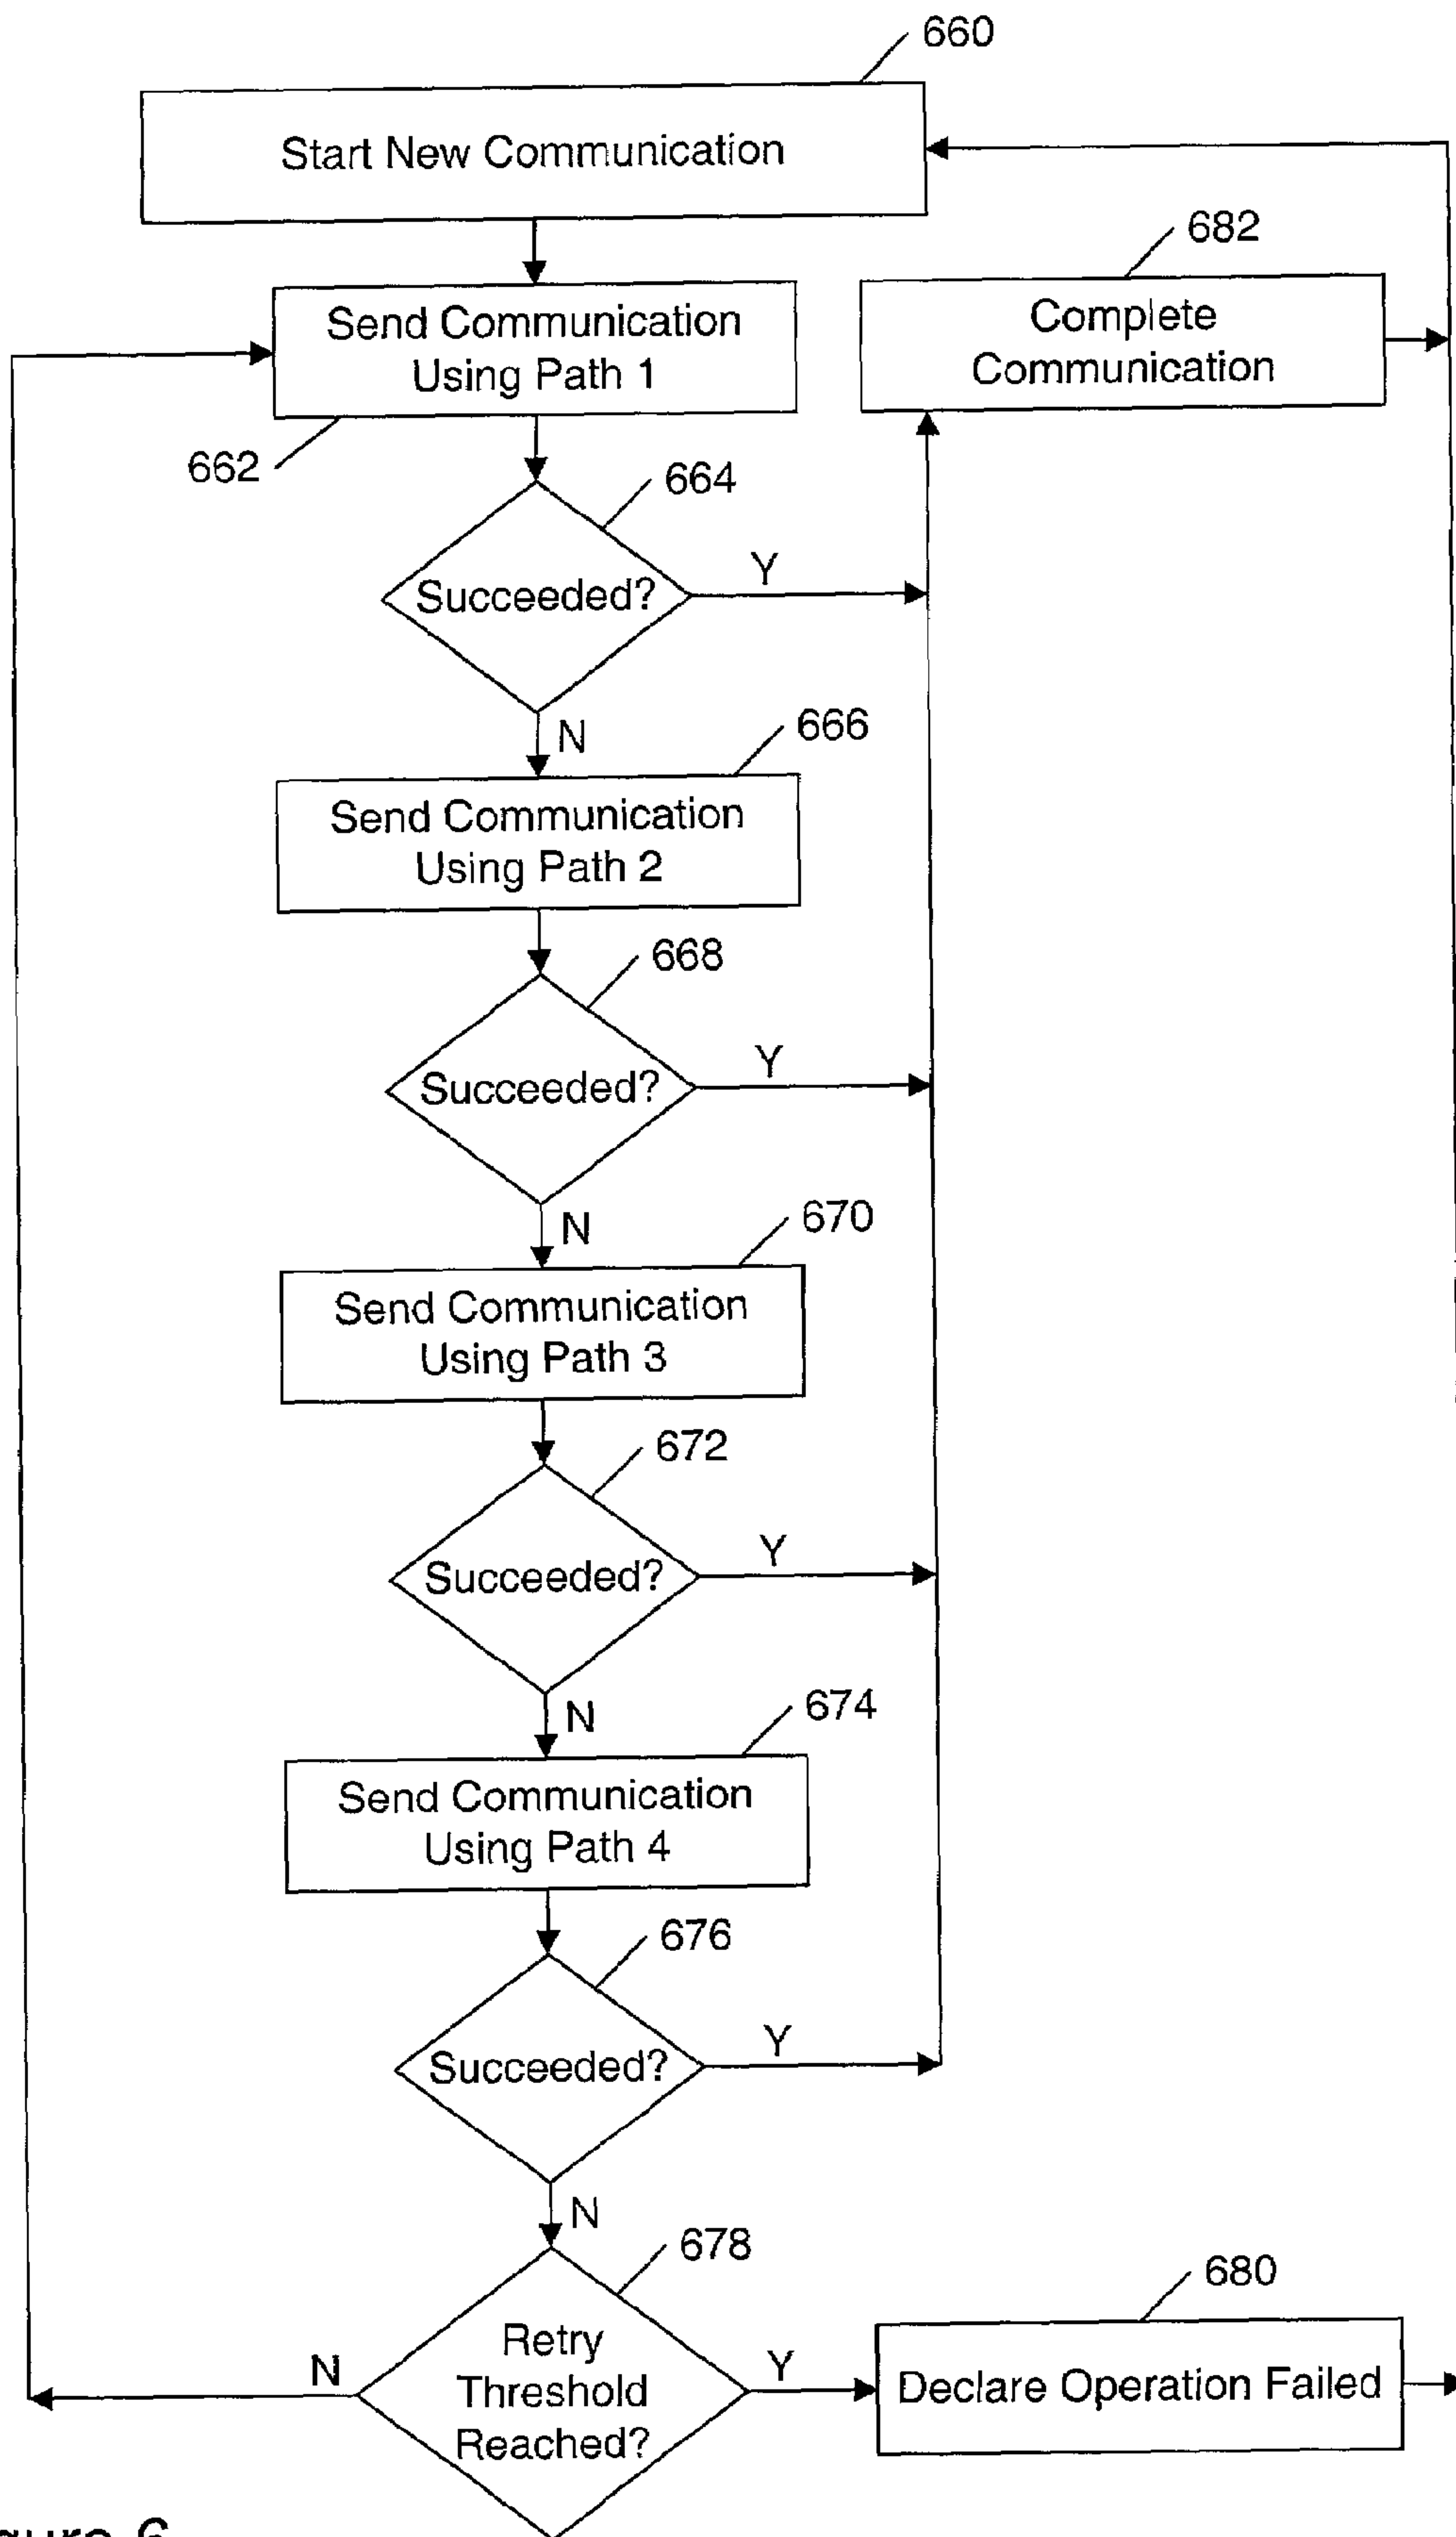 660
Start New Communication
682
Send Communication
Using Path 1
Complete
Communication
662
664
Succeeded?
Y
N
666
Send Communication
Using Path 2
668
Succeeded?
Y
N
670
Send Communication
Using Path 3
672
Succeeded?
Y
N
674
Send Communication
Using Path 4
676
Succeeded?
Y
N
678
680
Retry
Threshold
Reached?
N
Y
Declare Operation Failed